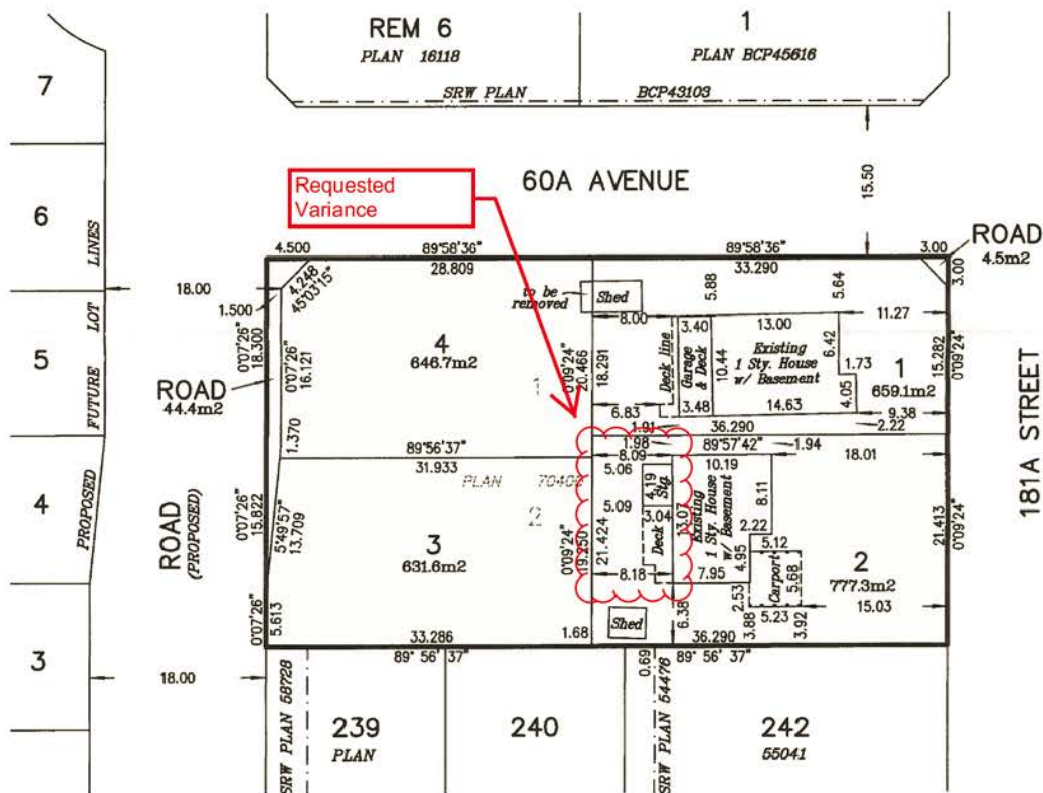 REM 6
PLAN 16118
1
PLAN BCP45616
SRW PLAN BCP43103
7
6
5
4
3
PROPOSED FUTURE LOT LINES
Requested
Variance
60A AVENUE
15.50
ROAD
4.5m2
3.00
3.00
4.500
89°58'36"
28.809
89°58'36"
33.290
18.00
1.500
4.248
45°03'15"
0°07'26"
18.300
0°07'26"
16.121
1.370
ROAD
44.4m2
4
646.7m2
to be
removed
Shed
8.00
5.88
5.64
11.27
0°09'24"
20.466
18.291
Deck line
3.40
Garage
& Deck
3.48
10.44
13.00
Existing
1 Sty. House
w/ Basement
14.63
6.42
1.73
4.05
1
659.1m2
15.282
0°09'24"
9.38
6.83
1.91
36.290
2.22
1
89°56'37"
31.933
PLAN 70402
2
1.98
89°57'42"
1.94
8.09
18.01
5.06
4.19
Stg.
10.19
8.11
5.09
3.04
13.07
Deck
Existing
1 Sty. House
w/ Basement
2.22
5.12
4.95
Carport
5.68
7.95
8.18
2.53
5.23
15.03
3.88
3.92
6.38
2
777.3m2
21.413
0°09'24"
181A STREET
ROAD
(PROPOSED)
0°07'26"
15.822
5°49'57"
13.709
3
631.6m2
0°09'24"
19.250
21.424
0°07'26"
5.613
33.286
1.68
Shed
36.290
89° 56' 37"
0.69
89° 56' 37"
18.00
SRW PLAN 58728
239
PLAN
240
SRW PLAN 54476
242
55041